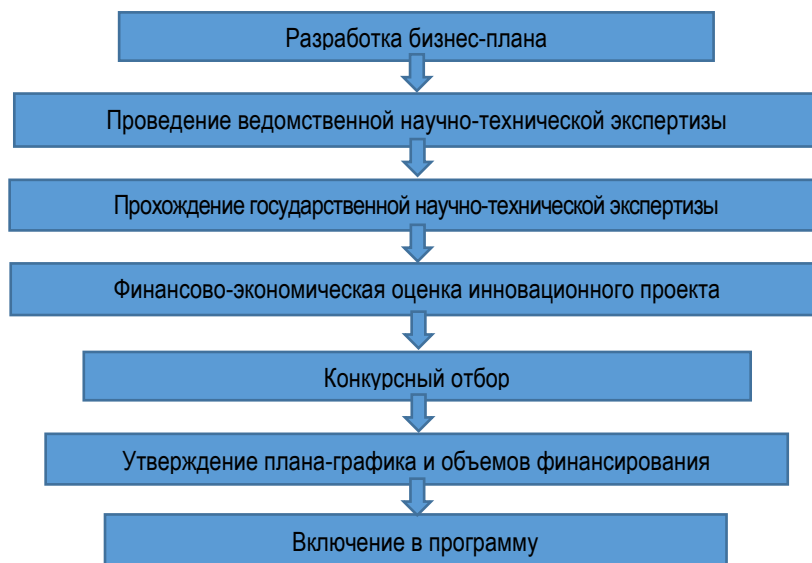 Разработка бизнес-плана
Проведение ведомственной научно-технической экспертизы
Прохождение государственной научно-технической экспертизы
Финансово-экономическая оценка инновационного проекта
Конкурсный отбор
Утверждение плана-графика и объемов финансирования
Включение в программу